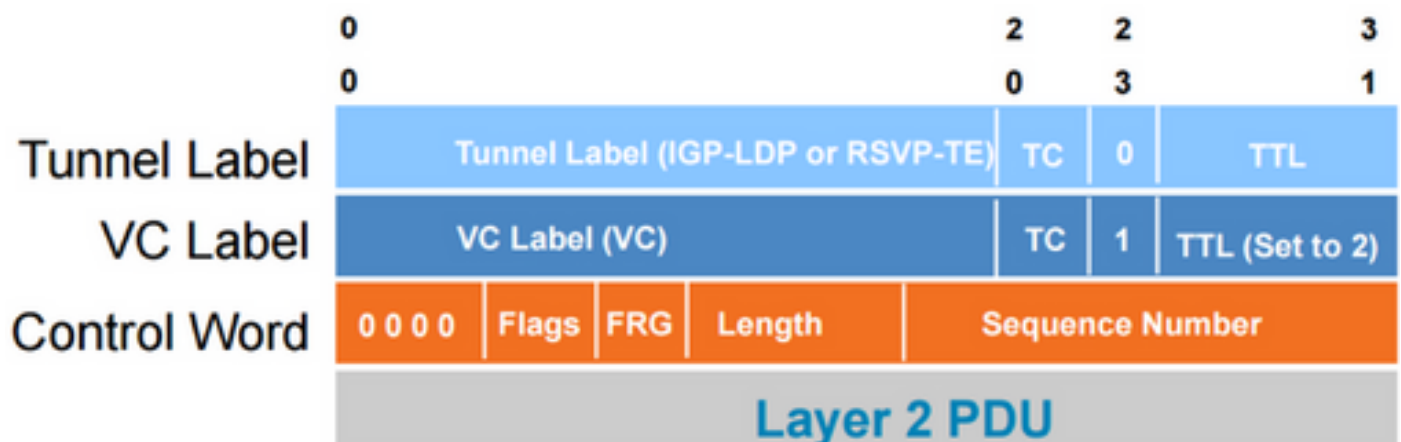 0 2 2 3
0 0 3 1
Tunnel Label Tunnel Label (IGP-LDP or RSVP-TE) TC 0 TTL
VC Label VC Label (VC) TC 1 TTL (Set to 2)
Control Word 0 0 0 0 Flags FRG Length Sequence Number
Layer 2 PDU